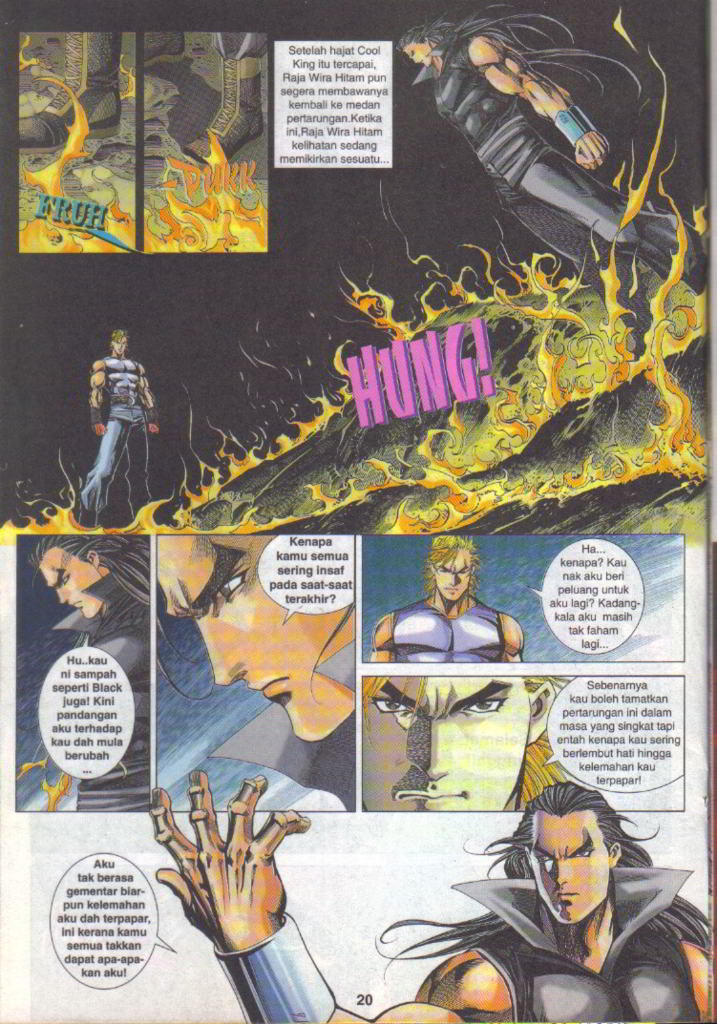 Setelah hajat Cool
King itu tercapai,
Raja Wira Hitam pun
segera membawanya
kembali ke medan
pertarungan.Ketika
ini,Raja Wira Hitam
kelihatan sedang
memikirkan sesuatu...
FRUH
DUKK
HUNG!
Hu..kau
ni sampah
seperti Black
juga! Kini
pandangan
aku terhadap
kau dah mula
berubah
...
Kenapa
kamu semua
sering insaf
pada saat-saat
terakhir?
Ha...
kenapa? Kau
nak aku beri
peluang untuk
aku lagi? Kadang-
kala aku masih
tak faham
lagi...
Sebenarnya
kau boleh tamatkan
pertarungan ini dalam
masa yang singkat tapi
entah kenapa kau sering
berlembut hati hingga
kelemahan kau
terpapar!
Aku
tak berasa
gementar biar-
pun kelemahan
aku dah terpapar,
ini kerana kamu
semua takkan
dapat apa-apa-
kan aku!
20